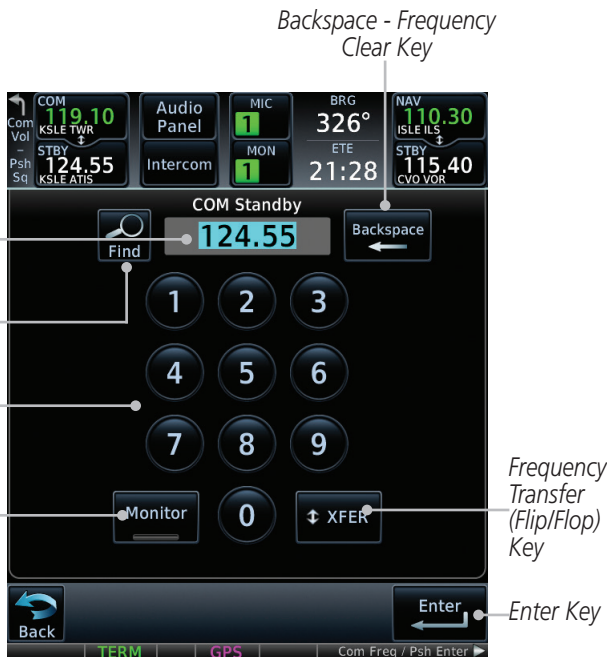 Backspace - Frequency
Clear Key
Com
Vol
–
Psh
Sq
COM
119.10
KSLE TWR
STBY
124.55
KSLE ATIS
Audio
Panel
Intercom
MIC
1
MON
1
BRG
326°
ETE
21:28
NAV
110.30
ISLE ILS
STBY
115.40
CVO VOR
COM Standby
Find
124.55
Backspace
1 2 3
4 5 6
7 8 9
Monitor
0
XFER
Frequency
Transfer
(Flip/Flop)
Key
Back
Enter
Enter Key
TERM
GPS
Com Freq / Psh Enter